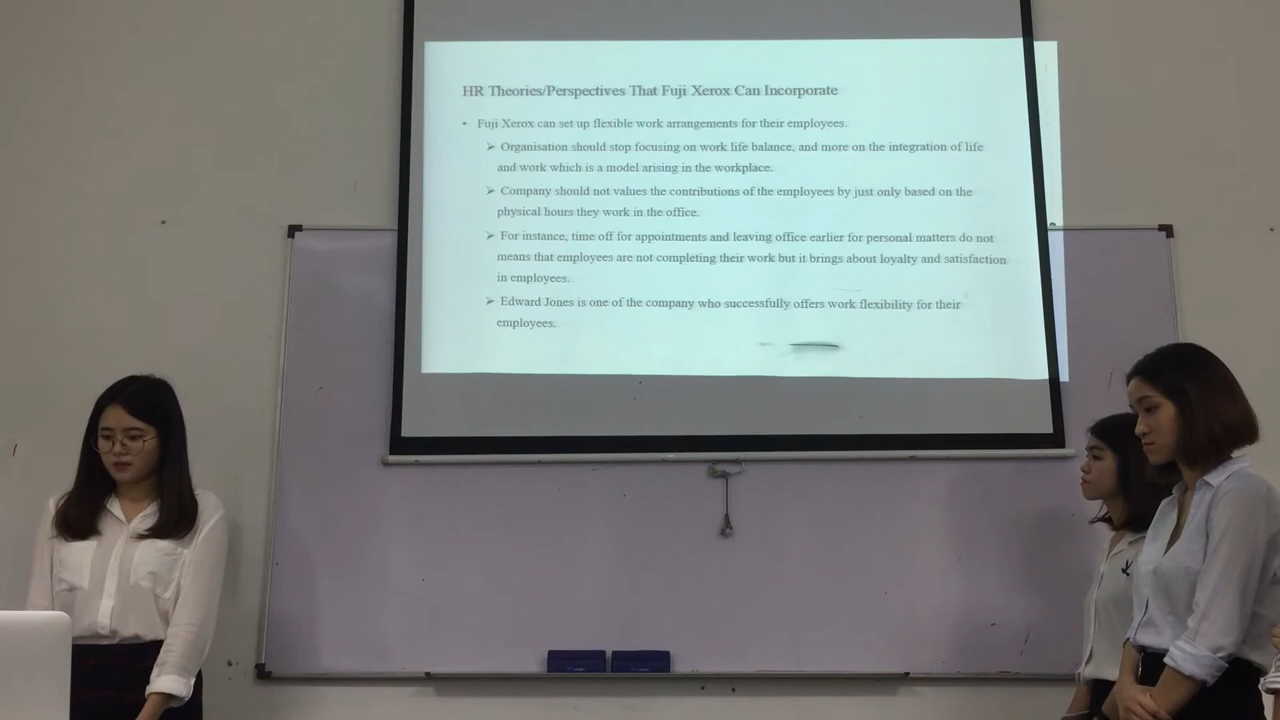 HR Theories/Perspectives That Fuji Xerox Can Incorporate
• Fuji Xerox can set up flexible work arrangements for their employees.
➢ Organisation should stop focusing on work life balance, and more on the integration of life
and work which is a model arising in the workplace.
➢ Company should not values the contributions of the employees by just only based on the
physical hours they work in the office.
➢ For instance, time off for appointments and leaving office earlier for personal matters do not
means that employees are not completing their work but it brings about loyalty and satisfaction
in employees.
➢ Edward Jones is one of the company who successfully offers work flexibility for their
employees.